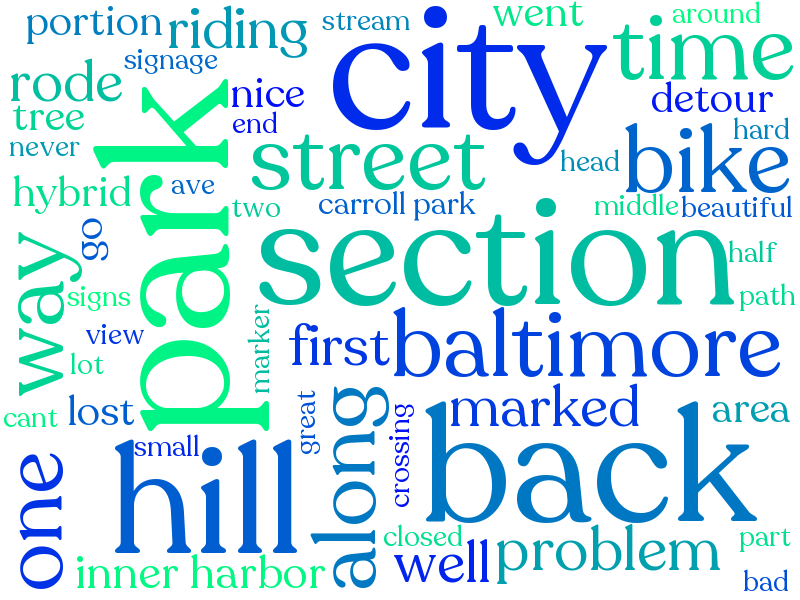 portion
riding
stream
went
around
signage
city
time
rode
nice
detour
tree
end
hard
never
street
bike
park
head
hybrid
ave
two
carroll park
middle
beautiful
go
section
half
way
signs
path
view
marker
first
baltimore
lot
cant
lost
great
along
crossing
marked
area
small
hill
back
one
closed
problem
part
inner harbor
well
bad